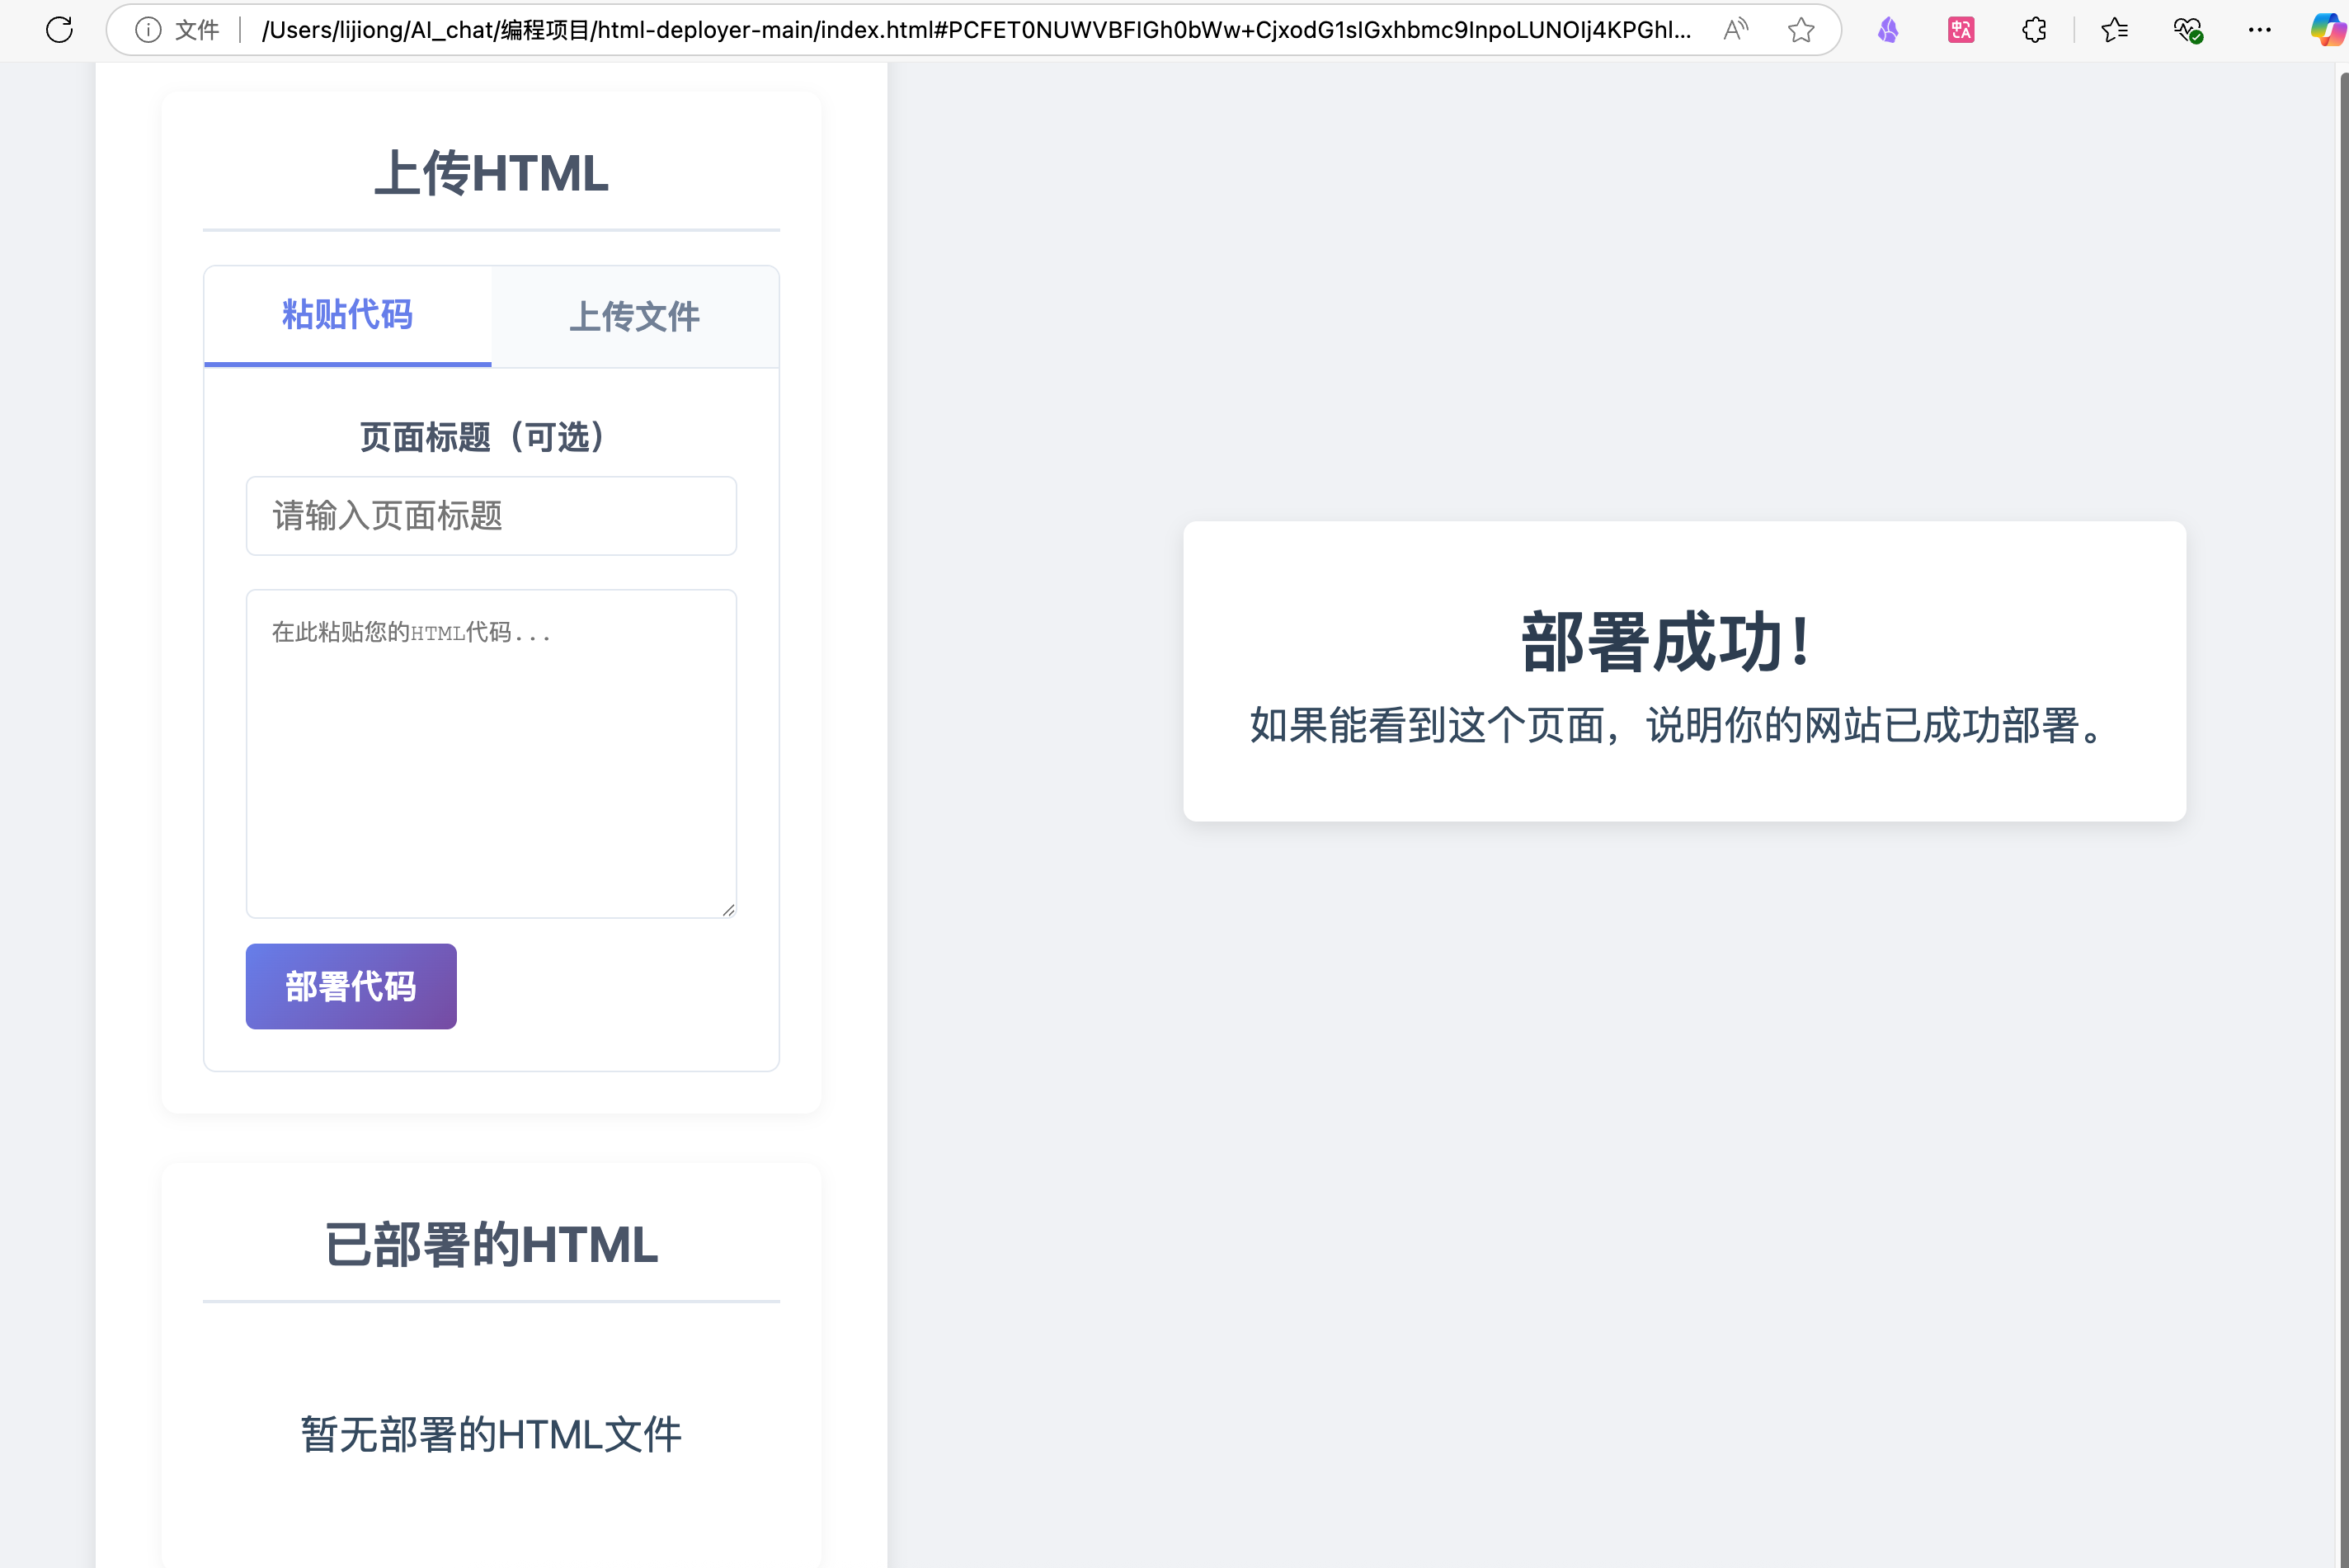 文件
/Users/lijiong/AI_chat/编程项目/html-deployer-main/index.html#PCFET0NUWVBFIGh0bWw+CjxodG1sIGxhbmc9InpoLUNOIj4KPGhl...
上传HTML
粘贴代码
上传文件
页面标题（可选）
请输入页面标题
在此粘贴您的HTML代码...
部署代码
已部署的HTML
暂无部署的HTML文件
部署成功！
如果能看到这个页面，说明你的网站已成功部署。